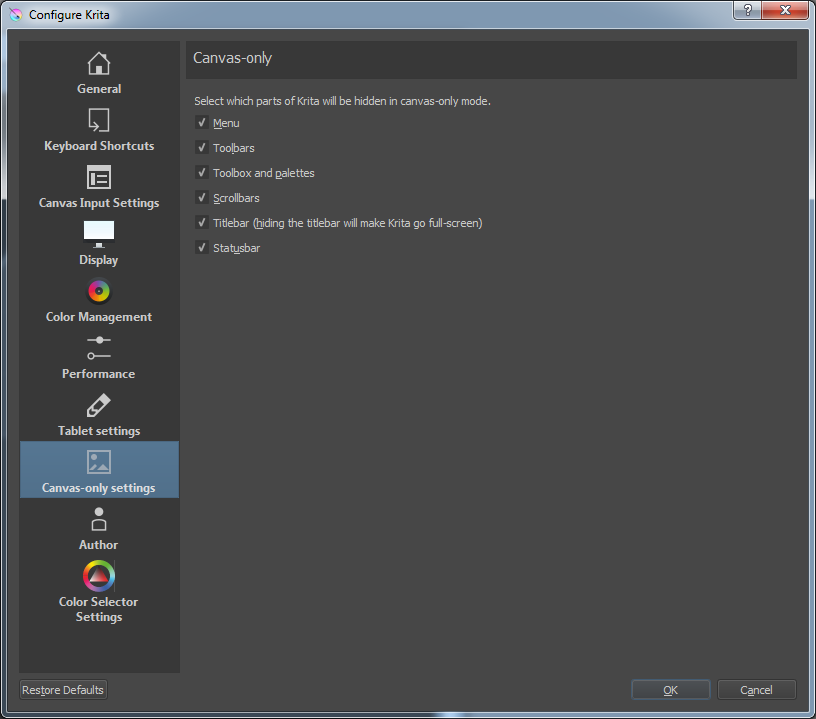 Configure Krita
General
Keyboard Shortcuts
Canvas Input Settings
Display
Color Management
Performance
Tablet settings
Canvas-only settings
Author
Color Selector
Settings
Canvas-only
Select which parts of Krita will be hidden in canvas-only mode.
Menu
Toolbars
Toolbox and palettes
Scrollbars
Titlebar (hiding the titlebar will make Krita go full-screen)
Statusbar
Restore Defaults
OK
Cancel